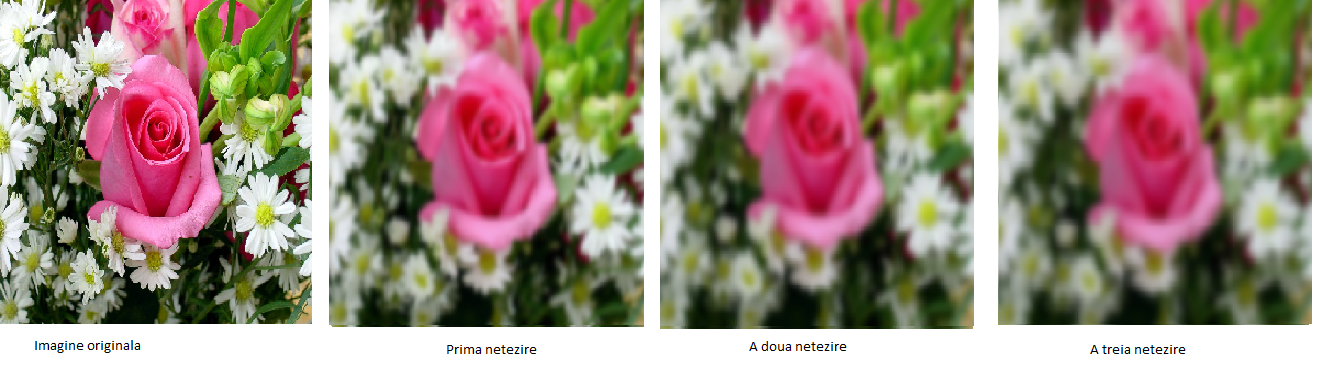 Imagine originala
Prima netezire
A doua netezire
A treia netezire